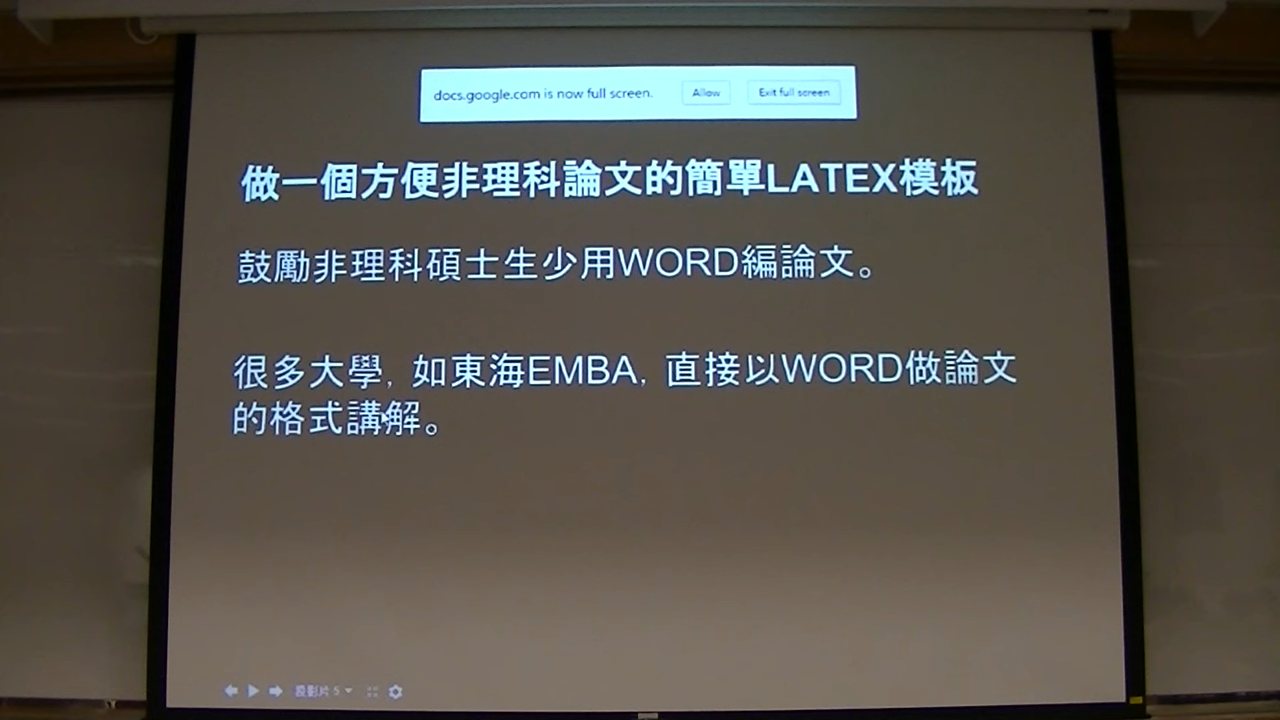 docs.google.com is now full screen. Allow Exit full screen
做一個方便非理科論文的簡單LATEX模板
鼓勵非理科碩士生少用WORD編論文。
很多大學，如東海EMBA，直接以WORD做論文
的格式講解。
投影片 5